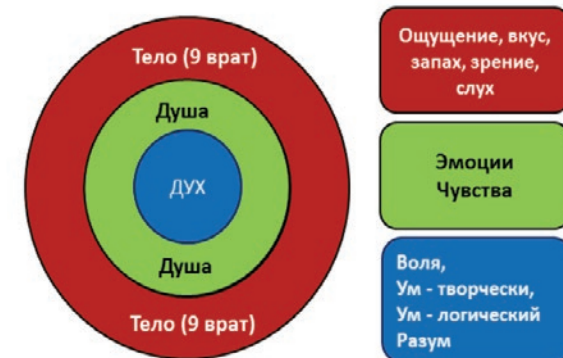 Тело (9 врат)
Душа
ДУХ
Душа
Тело (9 врат)
Ощущение, вкус,
запах, зрение,
слух
Эмоции
Чувства
Воля,
Ум - творчески,
Ум - логический
Разум